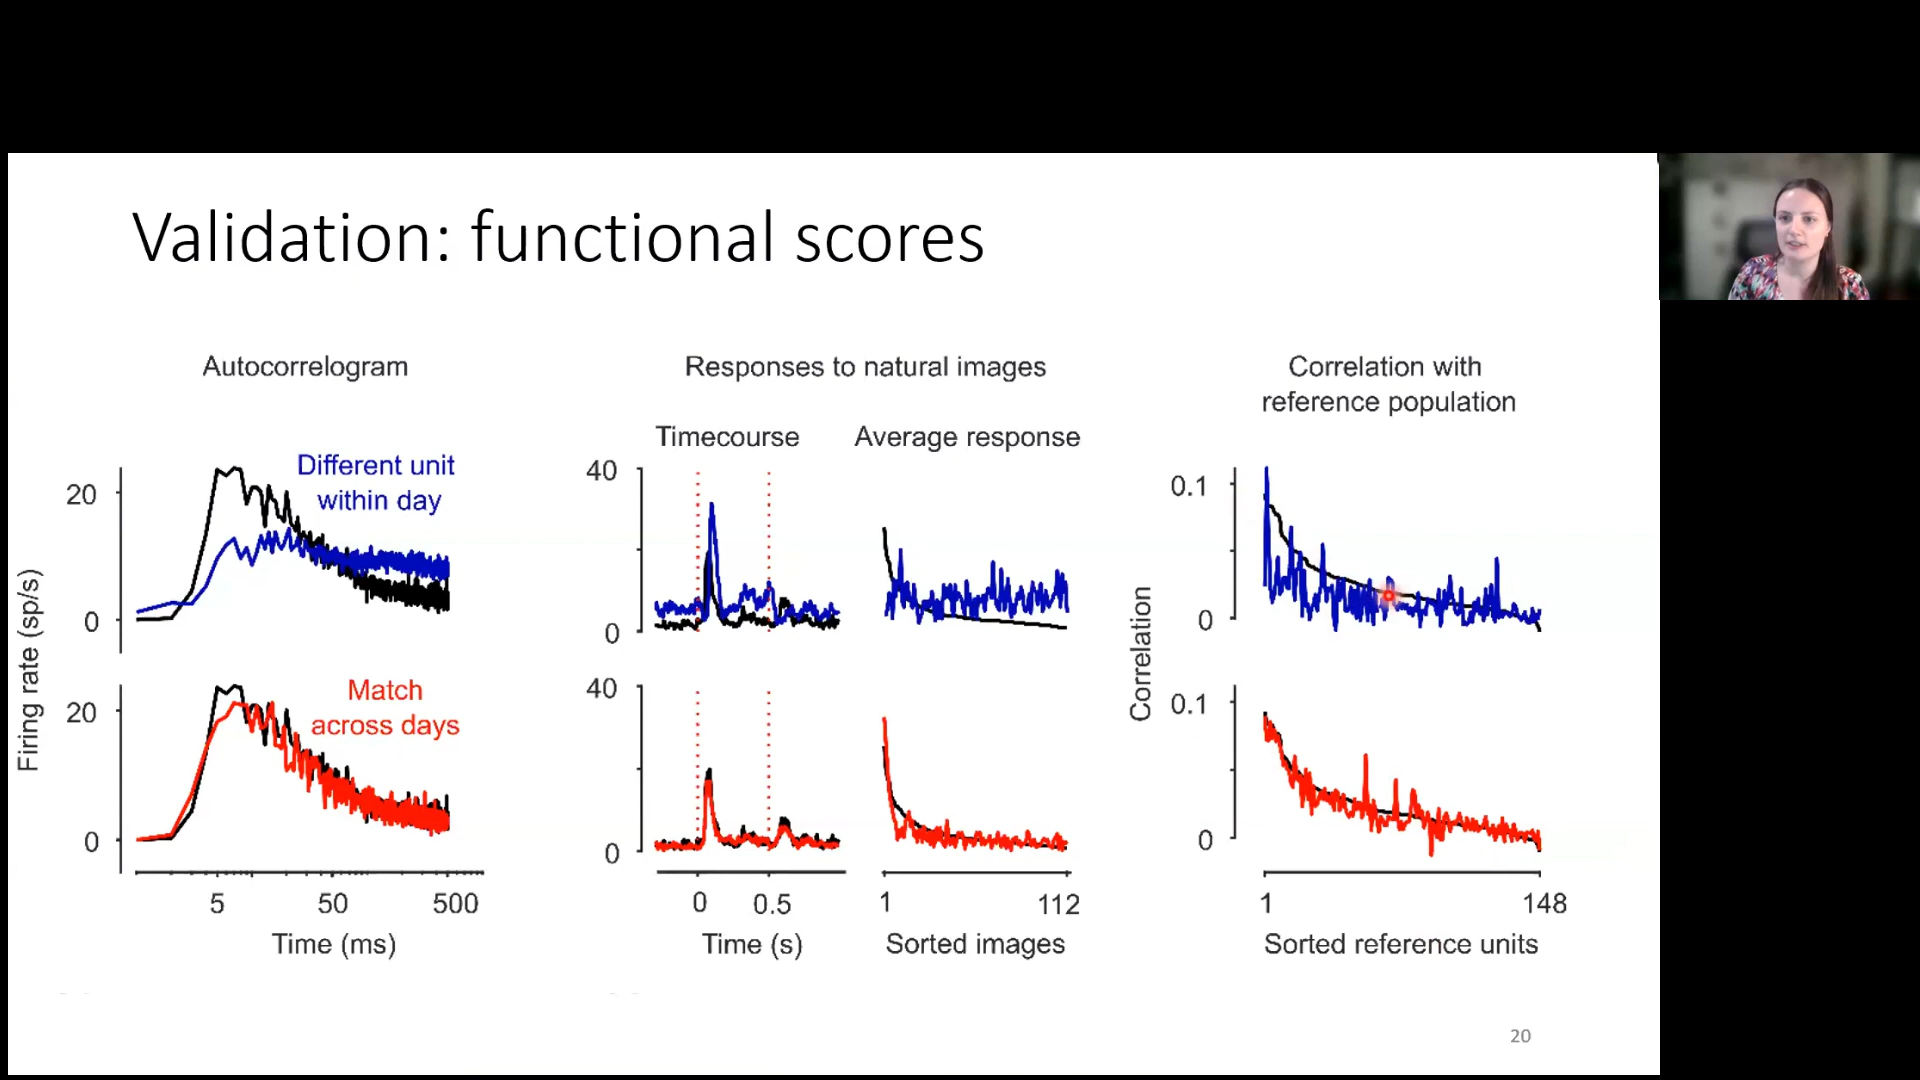 Validation: functional scores
Autocorrelogram
Responses to natural images
Correlation with
reference population
Timecourse
Average response
Different unit
within day
Match
across days
Firing rate (sp/s)
20
0
20
0
5
50
500
Time (ms)
40
0
40
0
0
0.5
Time (s)
1
112
Sorted images
Correlation
0.1
0
0.1
0
1
148
Sorted reference units
20